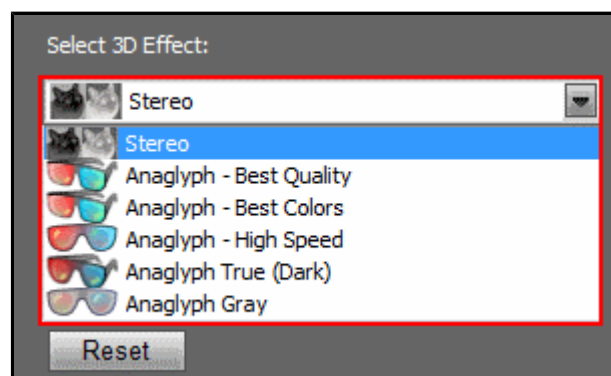 Select 3D Effect:
Stereo
Stereo
Anaglyph - Best Quality
Anaglyph - Best Colors
Anaglyph - High Speed
Anaglyph True (Dark)
Anaglyph Gray
Reset